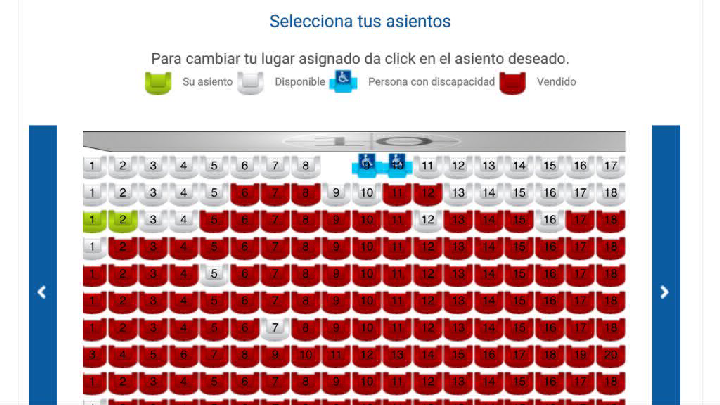 Selecciona tus asientos
Para cambiar tu lugar asignado da click en el asiento deseado.
Su asiento Disponible Persona con discapacidad Vendido
1 2 3 4 5 6 7 8 9 10 11 12 13 14 15 16 17
1 2 3 4 5 6 7 8 9 10 11 12 13 14 15 16 17 18
1 2 3 4 5 6 7 8 9 10 11 12 13 14 15 16 17 18
1 2 3 4 5 6 7 8 9 10 11 12 13 14 15 16 17 18
1 2 3 4 5 6 7 8 9 10 11 12 13 14 15 16 17 18
1 2 3 4 5 6 7 8 9 10 11 12 13 14 15 16 17 18
1 2 3 4 5 6 7 8 9 10 11 12 13 14 15 16 17 18
3 4 5 6 7 8 9 10 11 12 13 14 15 16 17 18 19 20
1 2 3 4 5 6 7 8 9 10 11 12 13 14 15 16 17 18